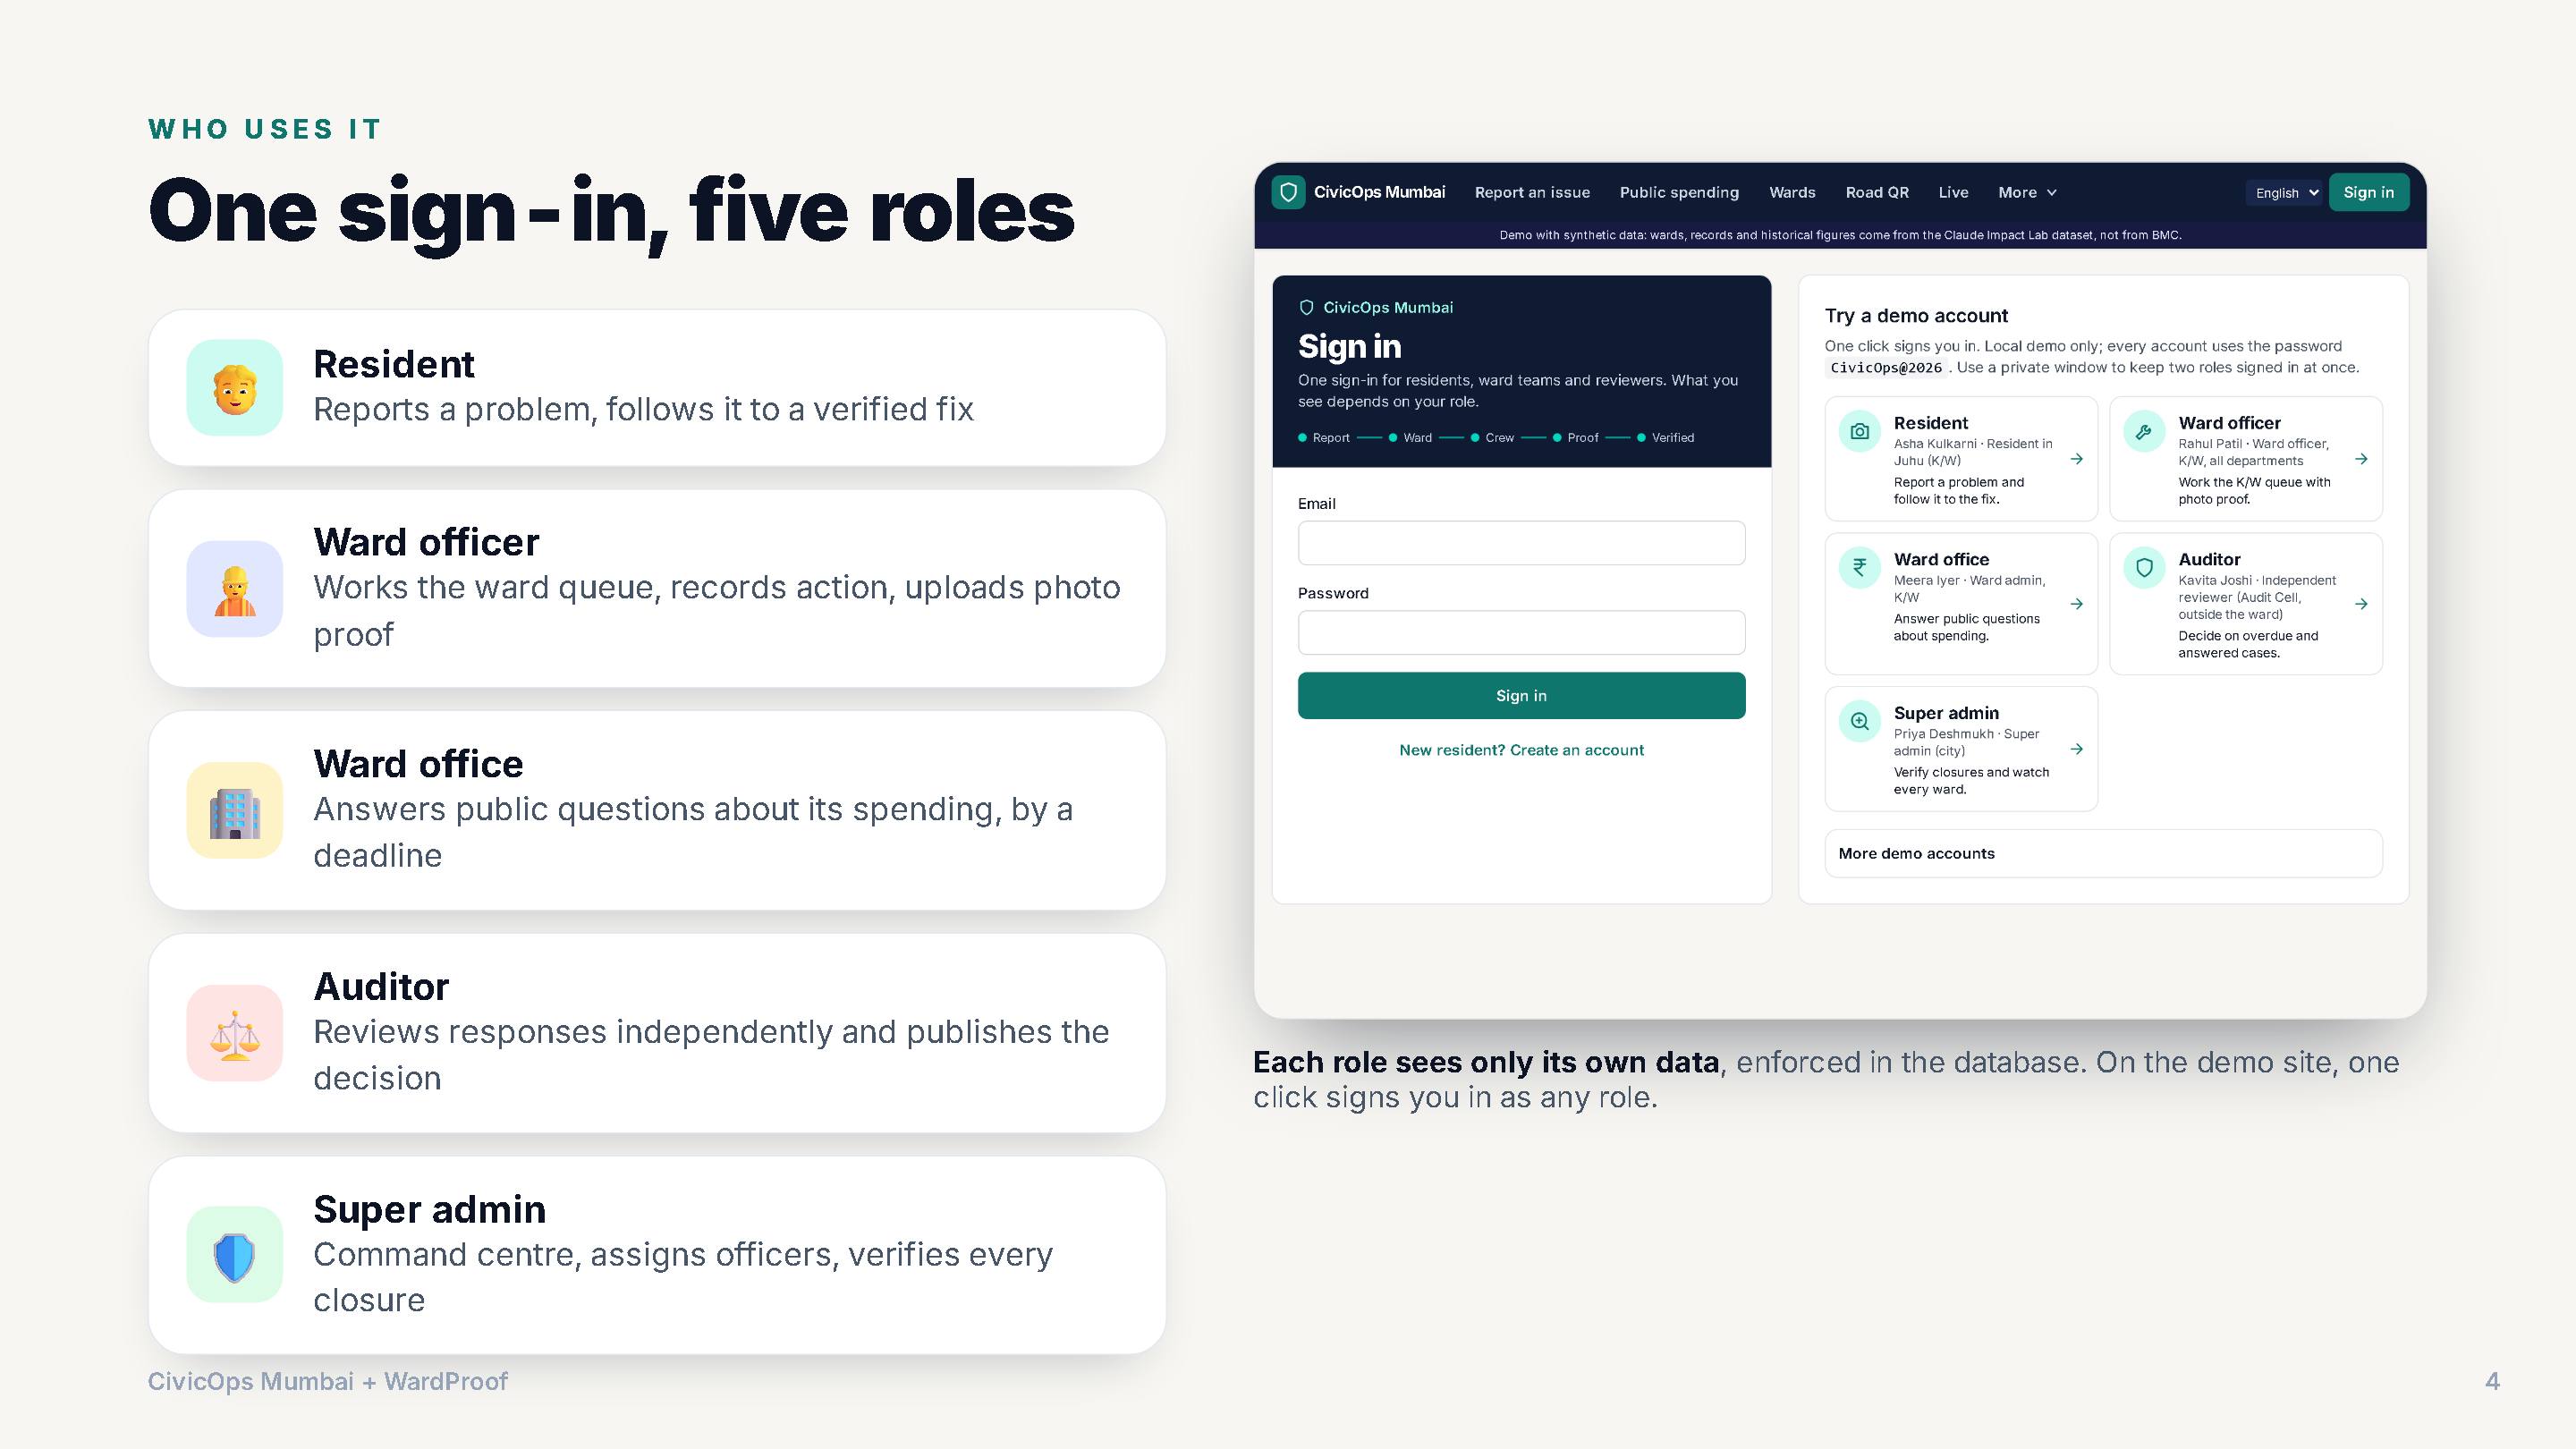 WHO USES IT
One sign-in, five roles
Resident
Reports a problem, follows it to a verified fix
Ward officer
Works the ward queue, records action, uploads photo
proof
Ward office
Answers public questions about its spending, by a
deadline
Auditor
Reviews responses independently and publishes the
decision
Super admin
Command centre, assigns officers, verifies every
closure
CivicOps Mumbai Report an issue Public spending Wards Road QR Live More English Sign in
Demo with synthetic data: wards, records and historical figures come from the Claude Impact Lab dataset, not from BMC.
CivicOps Mumbai
Sign in
One sign-in for residents, ward teams and reviewers. What you
see depends on your role.
Report Ward Crew Proof Verified
Email
Password
Sign in
New resident? Create an account
Try a demo account
One click signs you in. Local demo only; every account uses the password
CivicOps@2026. Use a private window to keep two roles signed in at once.
Resident
Asha Kulkarni · Resident in
Juhu (K/W)
Report a problem and
follow it to the fix.
Ward officer
Rahul Patil · Ward officer,
K/W, all departments
Work the K/W queue with
photo proof.
₹
Ward office
Meera Iyer · Ward admin,
K/W
Answer public questions
about spending.
Auditor
Kavita Joshi · Independent
reviewer (Audit Cell,
outside the ward)
Decide on overdue and
answered cases.
Super admin
Priya Deshmukh · Super
admin (city)
Verify closures and watch
every ward.
More demo accounts
Each role sees only its own data, enforced in the database. On the demo site, one
click signs you in as any role.
CivicOps Mumbai + WardProof
4